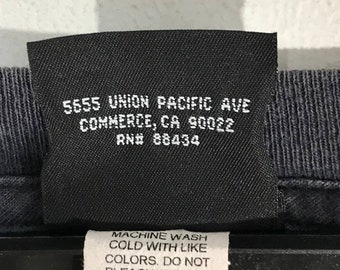 5655 UNION PACIFIC AVE
COMMERCE, CA 90022
RN# 88434
MACHINE WASH
COLD WITH LIKE
COLORS. DO NOT